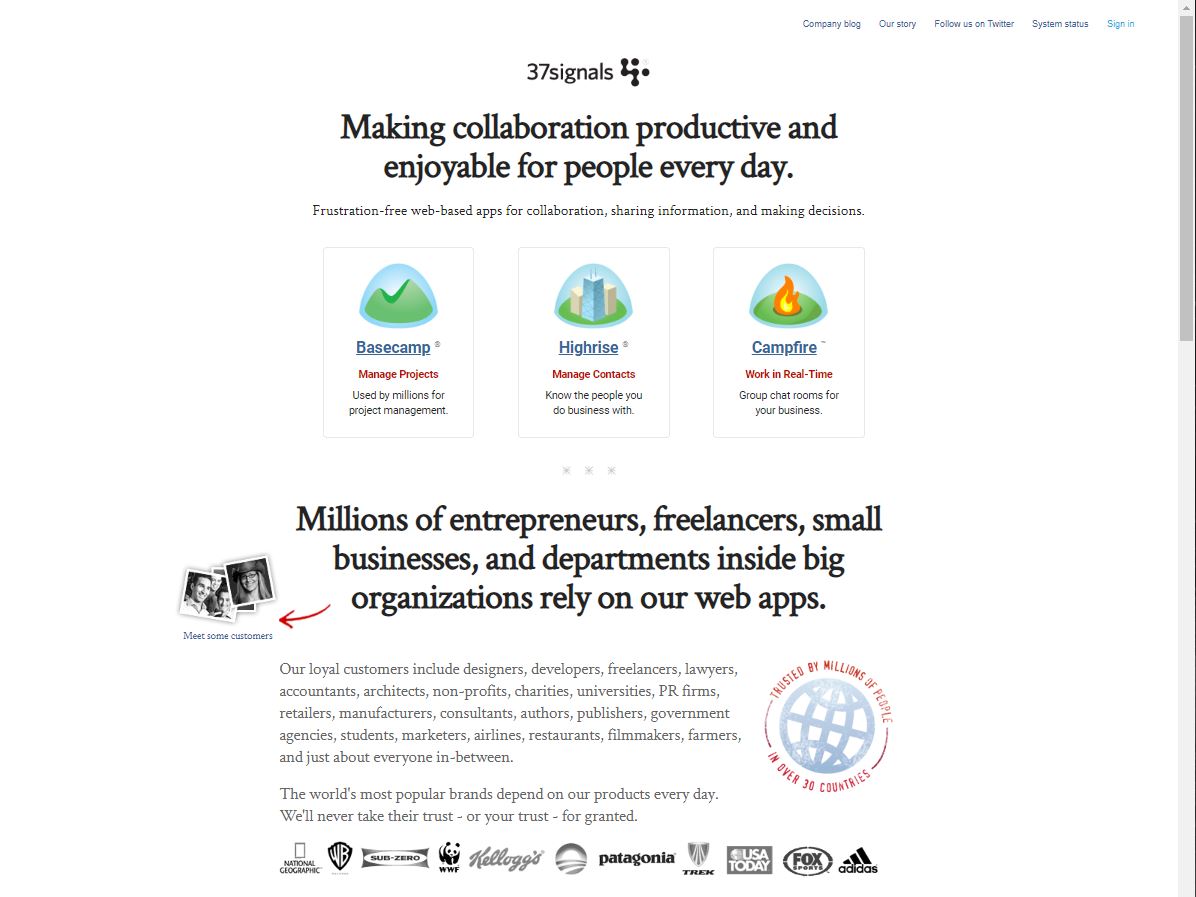 Company blog Our story Follow us on Twitter System status Sign in
37signals
Making collaboration productive and
enjoyable for people every day.
Frustration-free web-based apps for collaboration, sharing information, and making decisions.
Basecamp ®
Manage Projects
Used by millions for
project management.
Highrise ®
Manage Contacts
Know the people you
do business with.
Campfire ™
Work in Real-Time
Group chat rooms for
your business.
Millions of entrepreneurs, freelancers, small
businesses, and departments inside big
organizations rely on our web apps.
Meet some customers
Our loyal customers include designers, developers, freelancers, lawyers,
accountants, architects, non-profits, charities, universities, PR firms,
retailers, manufacturers, consultants, authors, publishers, government
agencies, students, marketers, airlines, restaurants, filmmakers, farmers,
and just about everyone in-between.
TRUSTED BY MILLIONS OF PEOPLE
IN OVER 30 COUNTRIES
The world's most popular brands depend on our products every day.
We'll never take their trust - or your trust - for granted.
NATIONAL
GEOGRAPHIC
WB
SUB-ZERO
WWF
Kellogg's
patagonia
TREK
USA
TODAY
FOX
SPORTS
adidas